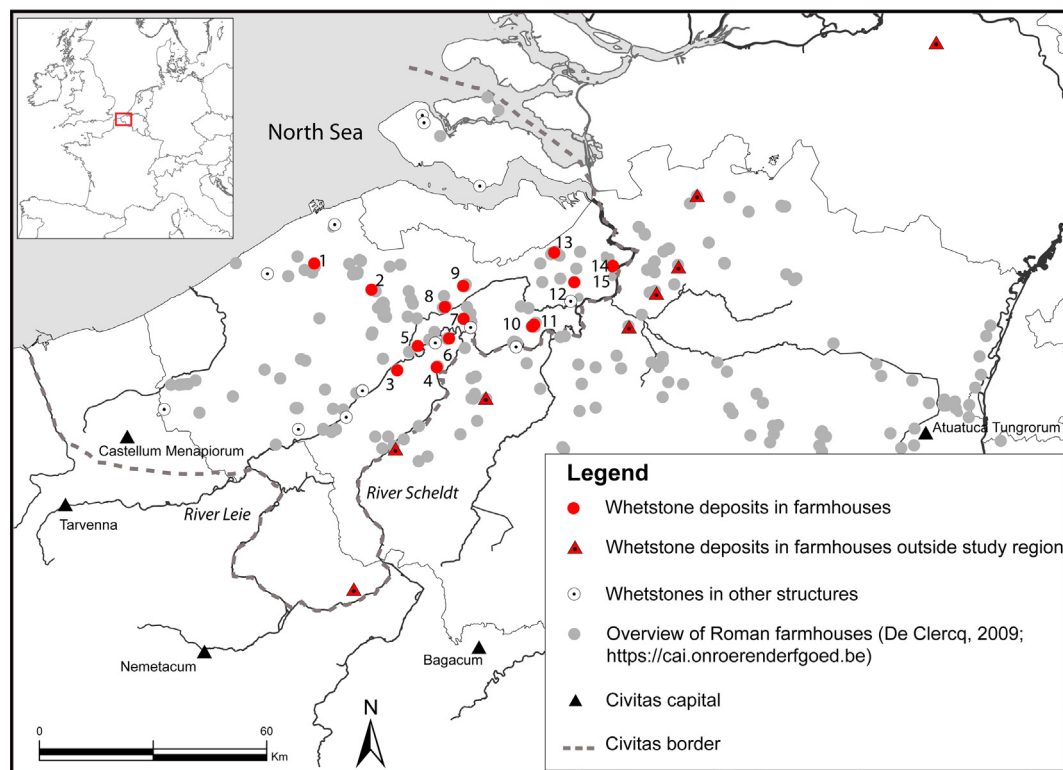 North Sea
13
1
14
9
2
15
12
8
7
11
10
5
6
3
4
Castellum Menapiorum
Atuatuca Tungrorum
River Scheldt
River Leie
Tarvenna
Nemetacum
Bagacum
Legend
Whetstone deposits in farmhouses
Whetstone deposits in farmhouses outside study region
Whetstones in other structures
Overview of Roman farmhouses (De Clercq, 2009;
https://cai.onroerenderfgoed.be)
Civitas capital
Civitas border
N
0
60
Km